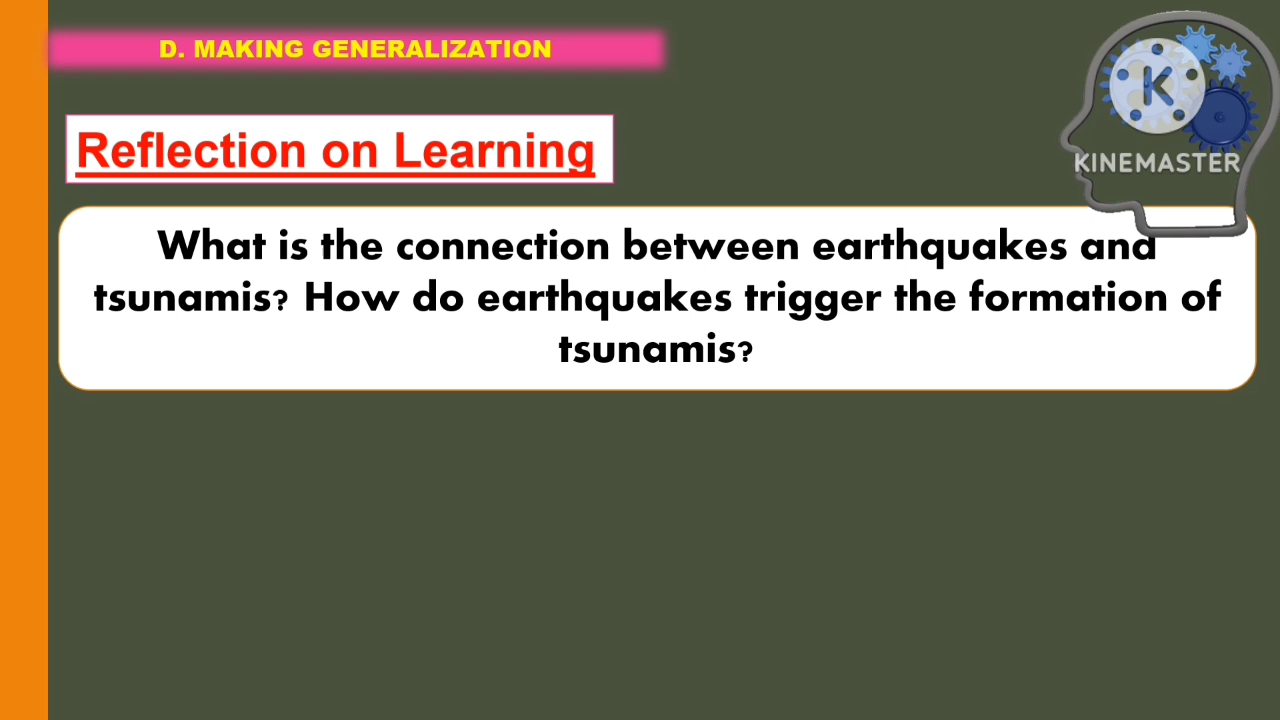 D. MAKING GENERALIZATION
K
KINEMASTER
Reflection on Learning
What is the connection between earthquakes and
tsunamis? How do earthquakes trigger the formation of
tsunamis?